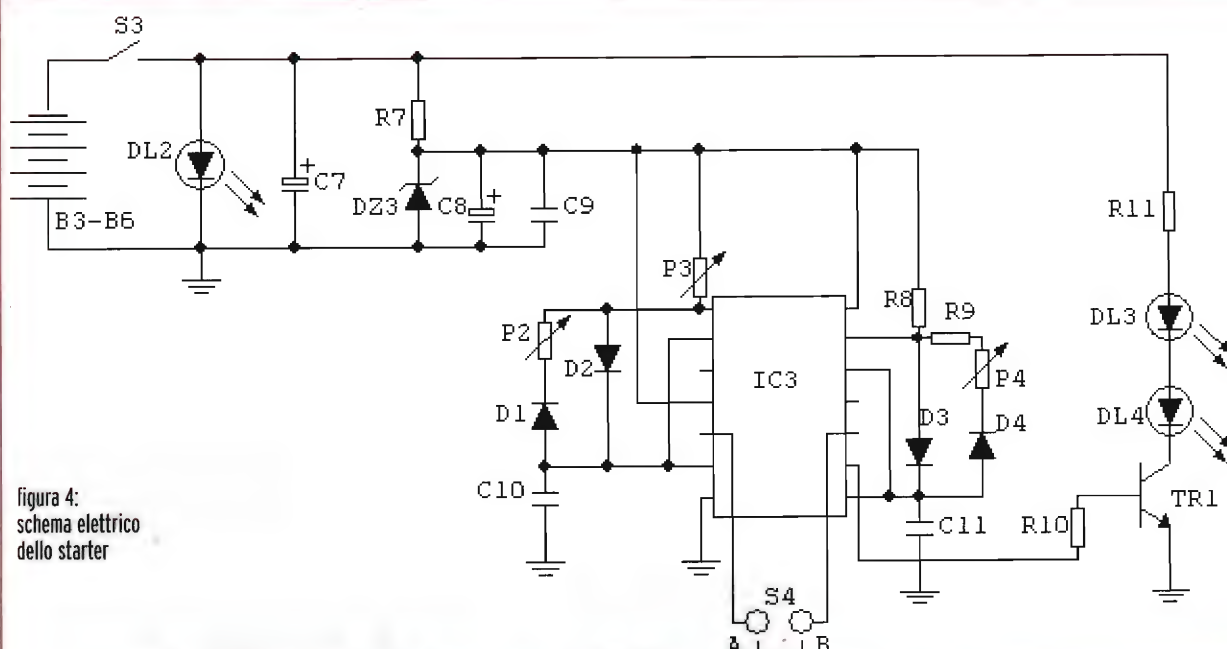 S3
R7
DL2
C7
DZ3
C8
C9
B3-B6
R11
P3
R8
R9
P2
DL3
D2
IC3
P4
D1
D3
D4
DL4
C10
figura 4:
schema elettrico
dello starter
C11
R10
TR1
S4
A
B
+
+